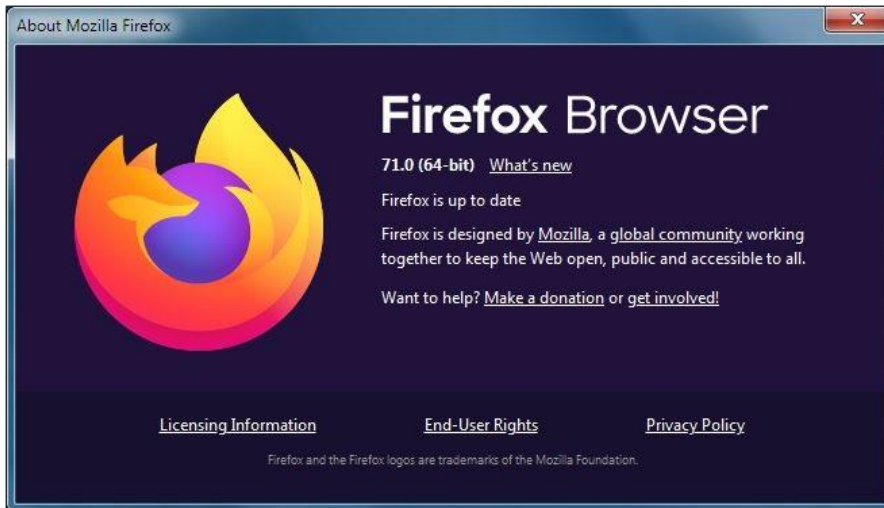 About Mozilla Firefox
Firefox Browser
71.0 (64-bit) What's new
Firefox is up to date
Firefox is designed by Mozilla, a global community working
together to keep the Web open, public and accessible to all.
Want to help? Make a donation or get involved!
Licensing Information End-User Rights Privacy Policy
Firefox and the Firefox logos are trademarks of the Mozilla Foundation.